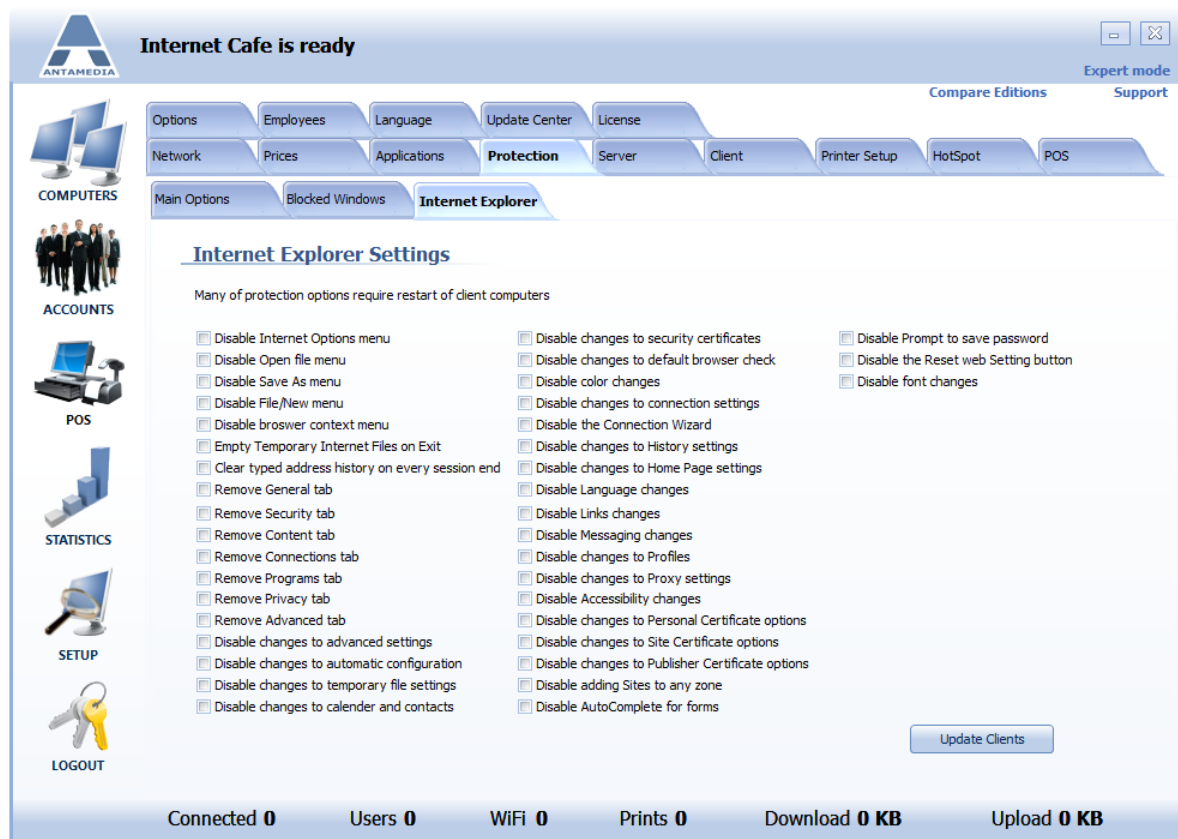 Internet Cafe is ready
ANTAMEDIA
Expert mode
Compare Editions Support
Options Employees Language Update Center License
Network Prices Applications Protection Server Client Printer Setup HotSpot POS
Main Options Blocked Windows Internet Explorer
COMPUTERS
ACCOUNTS
POS
STATISTICS
SETUP
LOGOUT
Internet Explorer Settings
Many of protection options require restart of client computers
Disable Internet Options menu
Disable Open file menu
Disable Save As menu
Disable File/New menu
Disable broswer context menu
Empty Temporary Internet Files on Exit
Clear typed address history on every session end
Remove General tab
Remove Security tab
Remove Content tab
Remove Connections tab
Remove Programs tab
Remove Privacy tab
Remove Advanced tab
Disable changes to advanced settings
Disable changes to automatic configuration
Disable changes to temporary file settings
Disable changes to calender and contacts
Disable changes to security certificates
Disable changes to default browser check
Disable color changes
Disable changes to connection settings
Disable the Connection Wizard
Disable changes to History settings
Disable changes to Home Page settings
Disable Language changes
Disable Links changes
Disable Messaging changes
Disable changes to Profiles
Disable changes to Proxy settings
Disable Accessibility changes
Disable changes to Personal Certificate options
Disable changes to Site Certificate options
Disable changes to Publisher Certificate options
Disable adding Sites to any zone
Disable AutoComplete for forms
Disable Prompt to save password
Disable the Reset web Setting button
Disable font changes
Update Clients
Connected 0 Users 0 WiFi 0 Prints 0 Download 0 KB Upload 0 KB